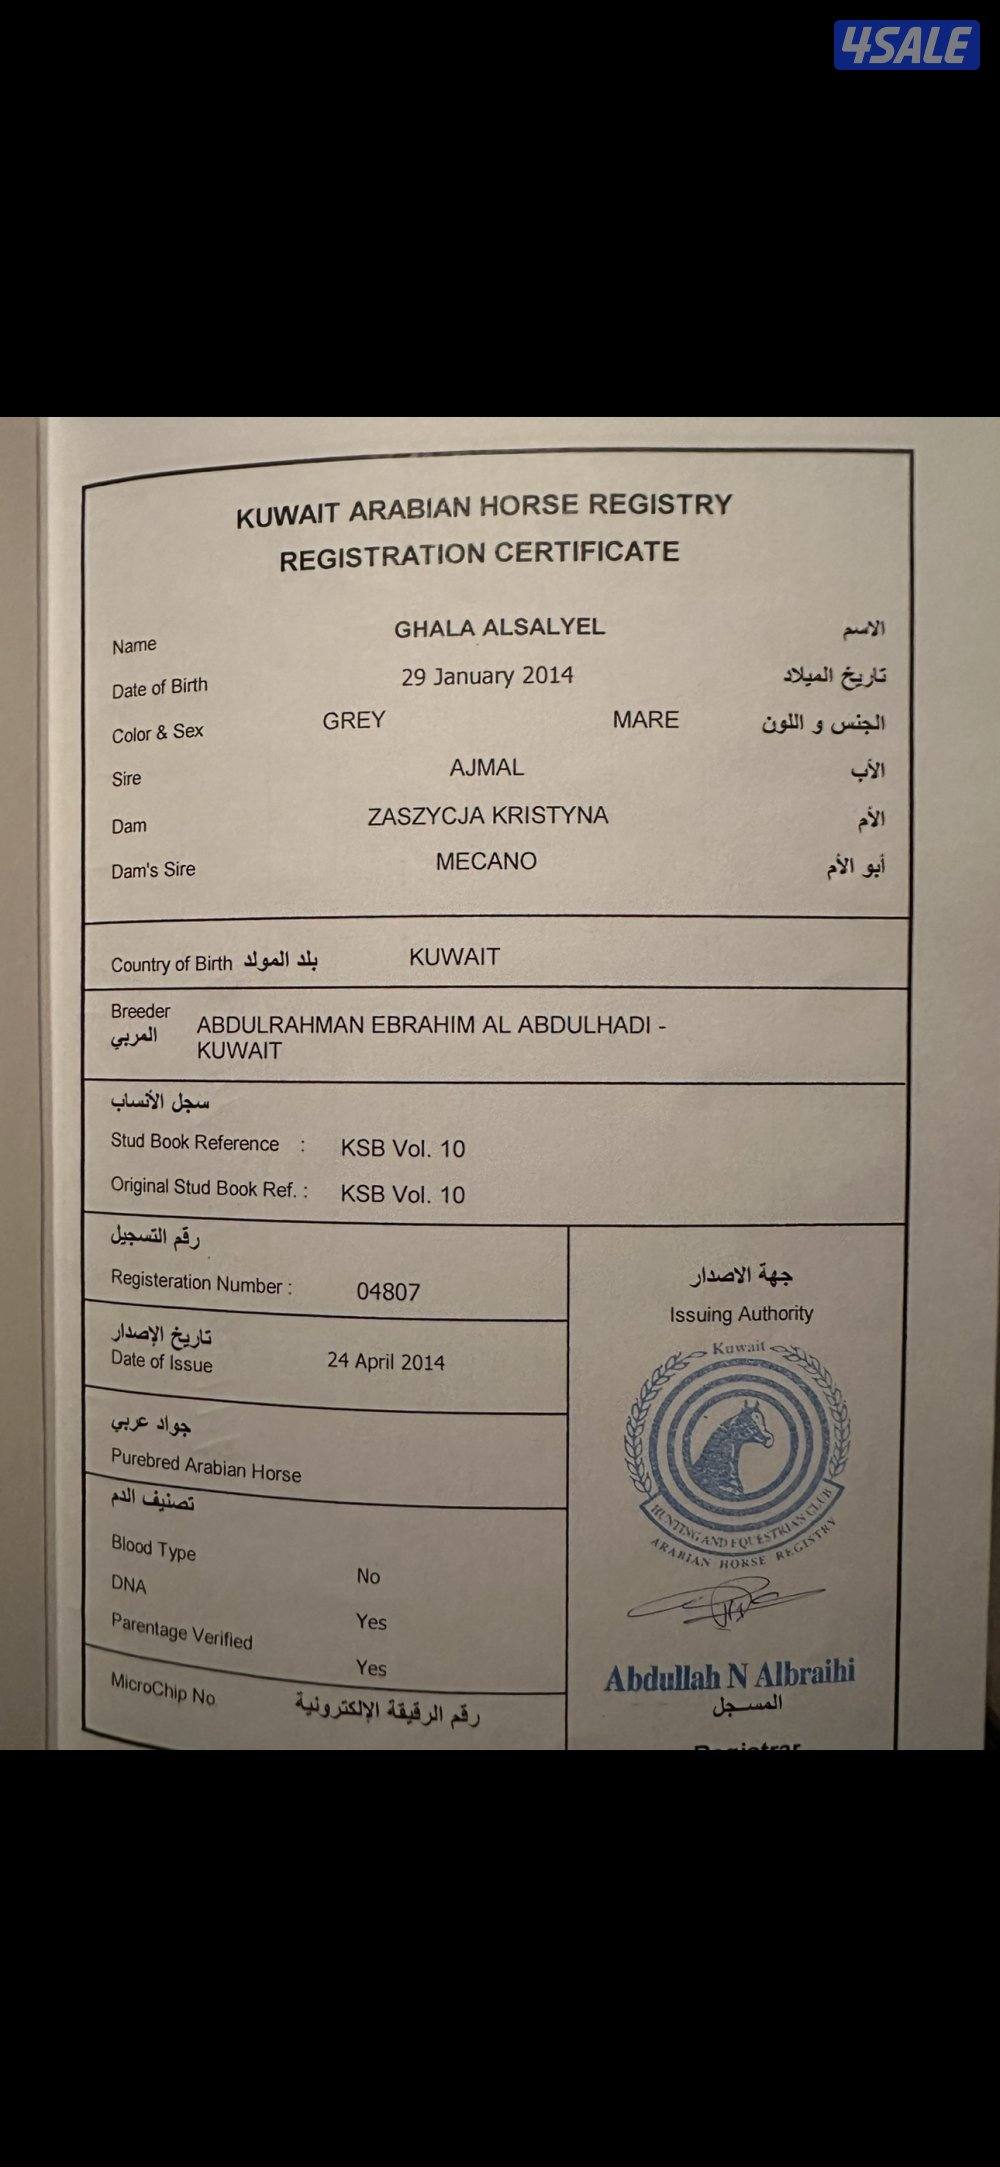 4SALE
KUWAIT ARABIAN HORSE REGISTRY
REGISTRATION CERTIFICATE
Name GHALA ALSALYEL الاسم
Date of Birth 29 January 2014 تاريخ الميلاد
Color & Sex GREY MARE الجنس و اللون
Sire AJMAL الأب
Dam ZASZYCJA KRISTYNA الأم
Dam's Sire MECANO أبو الأم
Country of Birth بلد المولد KUWAIT
Breeder
المربي
ABDULRAHMAN EBRAHIM AL ABDULHADI -
KUWAIT
سجل الأنساب
Stud Book Reference : KSB Vol. 10
Original Stud Book Ref. : KSB Vol. 10
رقم التسجيل
Registeration Number : 04807
تاريخ الإصدار
Date of Issue 24 April 2014
جواد عربي
Purebred Arabian Horse
تصنيف الدم
Blood Type No
DNA Yes
Parentage Verified Yes
MicroChip No رقم الرقيقة الإلكترونية
جهة الاصدار
Issuing Authority
Kuwait
HUNTING AND EQUESTRIAN CLUB
ARABIAN HORSE REGISTRY
Abdullah N Albraihi
المسجل
Registrar